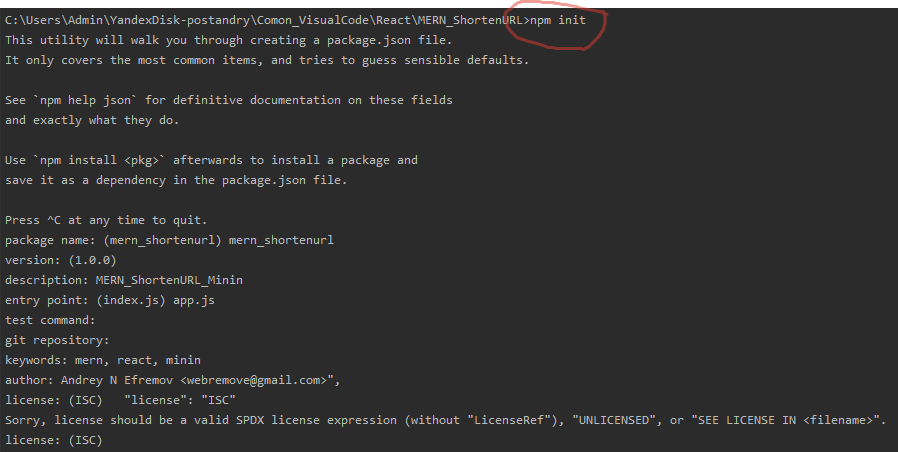 C:\Users\Admin\YandexDisk-postandry\Comon_VisualCode\React\MERN_ShortenURL>npm init
This utility will walk you through creating a package.json file.
It only covers the most common items, and tries to guess sensible defaults.
See `npm help json` for definitive documentation on these fields
and exactly what they do.
Use `npm install <pkg>` afterwards to install a package and
save it as a dependency in the package.json file.
Press ^C at any time to quit.
package name: (mern_shortenurl) mern_shortenurl
version: (1.0.0)
description: MERN_ShortenURL_Minin
entry point: (index.js) app.js
test command:
git repository:
keywords: mern, react, minin
author: Andrey N Efremov <webremove@gmail.com>",
license: (ISC)   "license": "ISC"
Sorry, license should be a valid SPDX license expression (without "LicenseRef"), "UNLICENSED", or "SEE LICENSE IN <filename>".
license: (ISC)